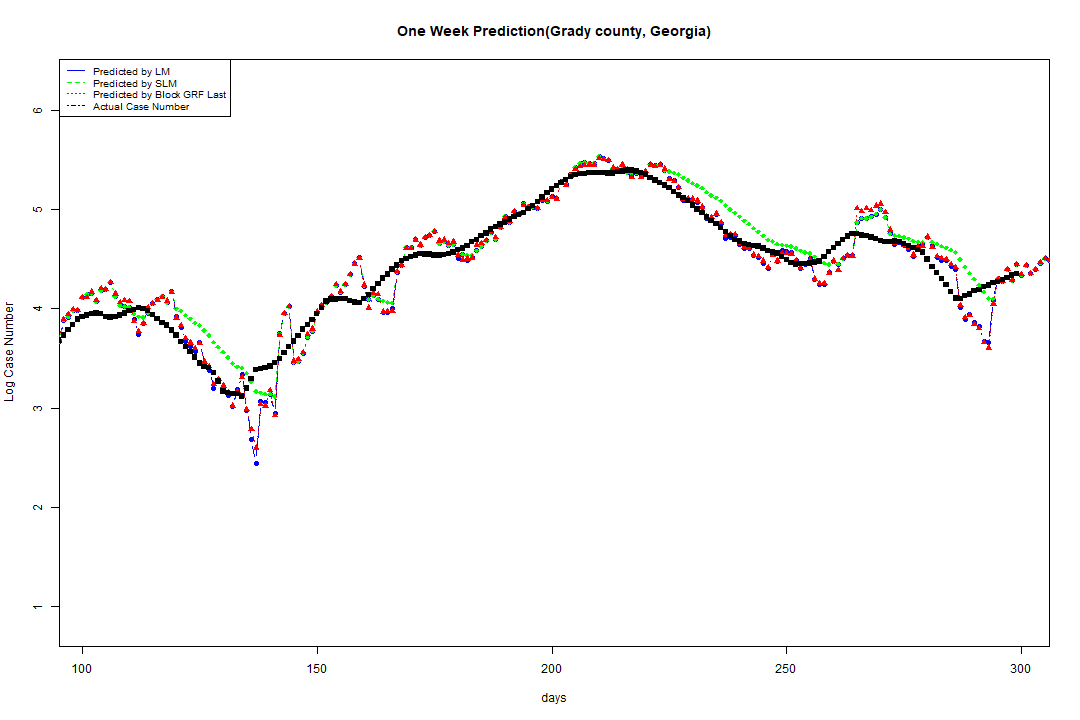 One Week Prediction(Grady county, Georgia)
Predicted by LM
Predicted by SLM
Predicted by Block GRF Last
Actual Case Number
6
5
4
3
2
1
Log Case Number
100 150 200 250 300
days